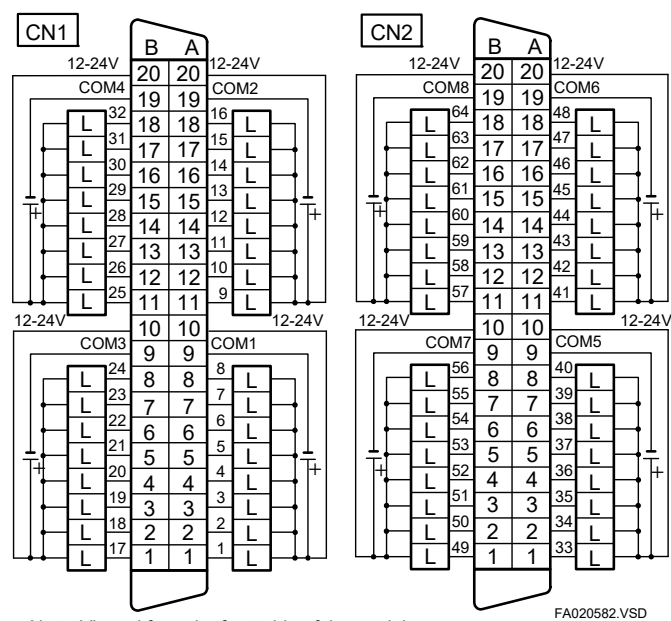 CN1
CN2
B A
B A
12-24V 20 20 12-24V
12-24V 20 20 12-24V
COM4 19 19 COM2
COM8 19 19 COM6
32 L 18 18 16 L
64 L 18 18 48 L
31 L 17 17 15 L
63 L 17 17 47 L
30 L 16 16 14 L
62 L 16 16 46 L
29 L 15 15 13 L
61 L 15 15 45 L
28 L 14 14 12 L
60 L 14 14 44 L
27 L 13 13 11 L
59 L 13 13 43 L
26 L 12 12 10 L
58 L 12 12 42 L
25 L 11 11 9 L
57 L 11 11 41 L
+ +
+ +
12-24V 10 10 12-24V
12-24V 10 10 12-24V
COM3 9 9 COM1
COM7 9 9 COM5
24 L 8 8 8 L
56 L 8 8 40 L
23 L 7 7 7 L
55 L 7 7 39 L
22 L 6 6 6 L
54 L 6 6 38 L
21 L 5 5 5 L
53 L 5 5 37 L
20 L 4 4 4 L
52 L 4 4 36 L
19 L 3 3 3 L
51 L 3 3 35 L
18 L 2 2 2 L
50 L 2 2 34 L
17 L 1 1 1 L
49 L 1 1 33 L
+ +
+ +
FA020582.VSD